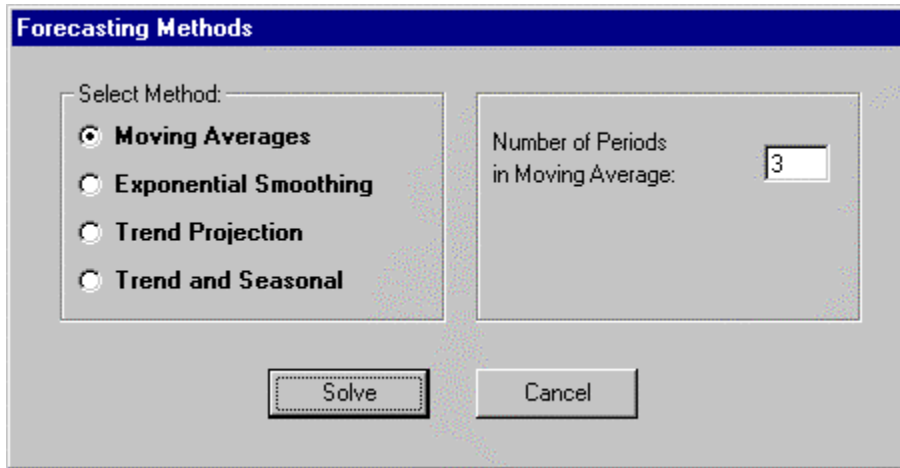 Forecasting Methods
Select Method:
Moving Averages
Exponential Smoothing
Trend Projection
Trend and Seasonal
Number of Periods
in Moving Average:
3
Solve
Cancel